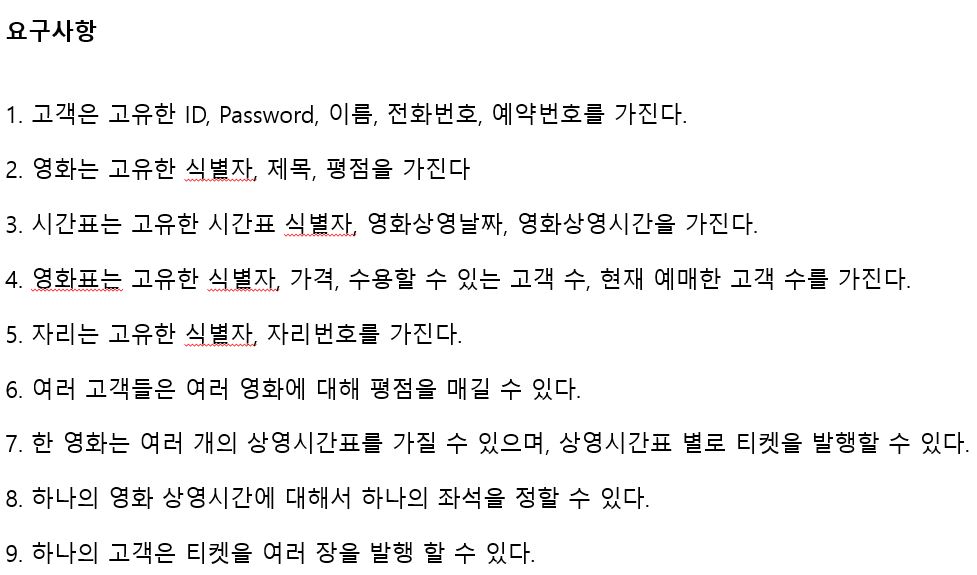 요구사항
1. 고객은 고유한 ID, Password, 이름, 전화번호, 예약번호를 가진다.
2. 영화는 고유한 식별자, 제목, 평점을 가진다
3. 시간표는 고유한 시간표 식별자, 영화상영날짜, 영화상영시간을 가진다.
4. 영화표는 고유한 식별자, 가격, 수용할 수 있는 고객 수, 현재 예매한 고객 수를 가진다.
5. 자리는 고유한 식별자, 자리번호를 가진다.
6. 여러 고객들은 여러 영화에 대해 평점을 매길 수 있다.
7. 한 영화는 여러 개의 상영시간표를 가질 수 있으며, 상영시간표 별로 티켓을 발행할 수 있다.
8. 하나의 영화 상영시간에 대해서 하나의 좌석을 정할 수 있다.
9. 하나의 고객은 티켓을 여러 장을 발행 할 수 있다.